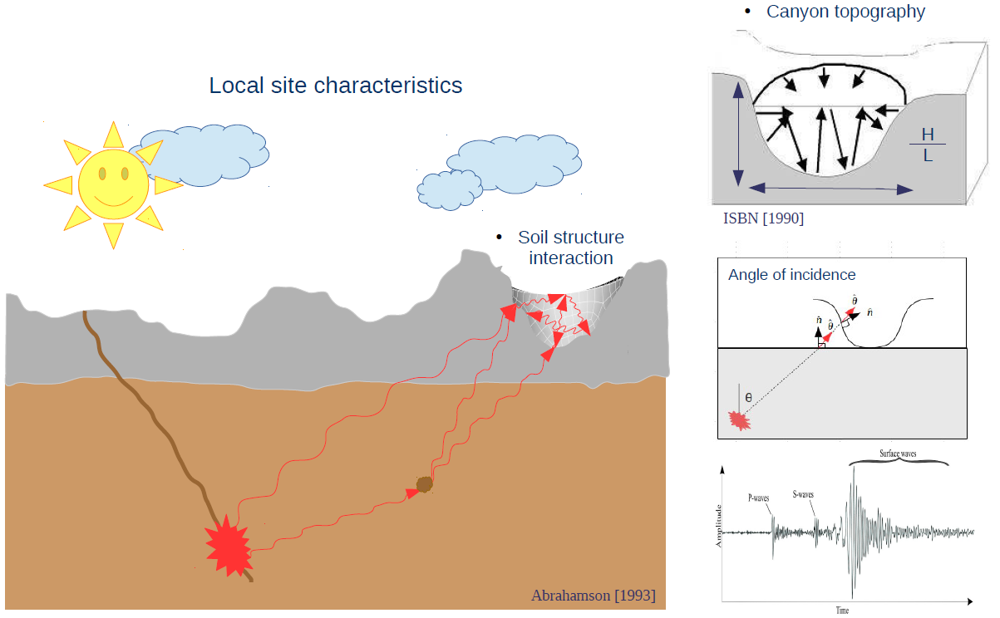 Local site characteristics
• Soil structure
interaction
Abrahamson [1993]
• Canyon topography
H
L
ISBN [1990]
Angle of incidence
θ̂
n̂
n̂
θ̂
θ
Surface waves
P-waves
S-waves
Amplitude
Time